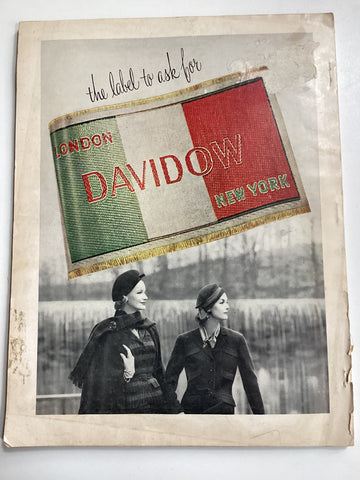 the label to ask for
LONDON
DAVIDOW
NEW YORK